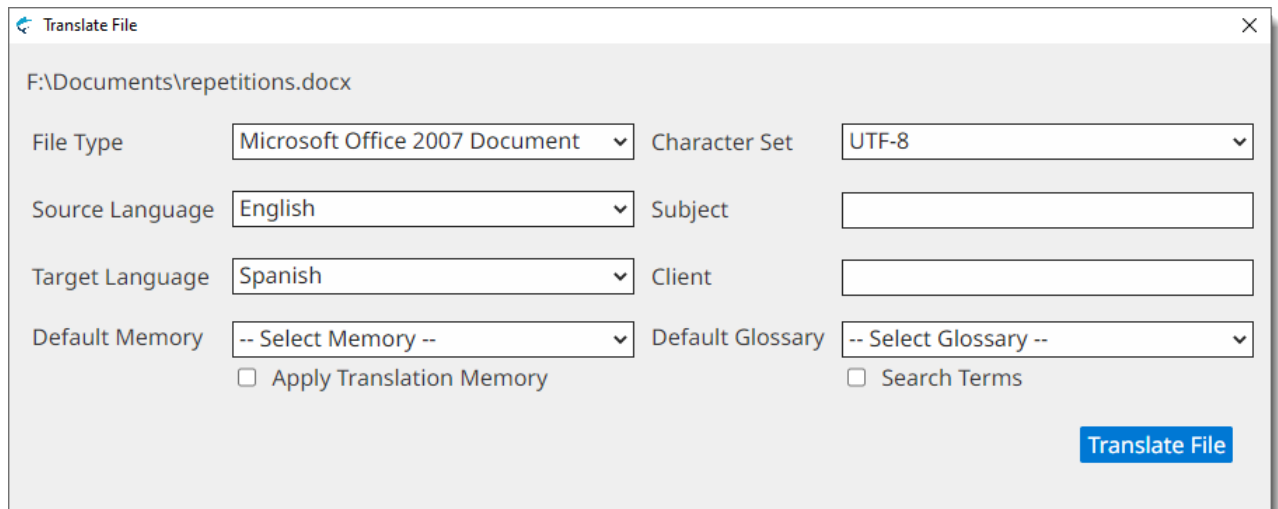 Translate File
F:\Documents\repetitions.docx
File Type Microsoft Office 2007 Document Character Set UTF-8
Source Language English Subject
Target Language Spanish Client
Default Memory -- Select Memory -- Default Glossary -- Select Glossary --
Apply Translation Memory Search Terms
Translate File